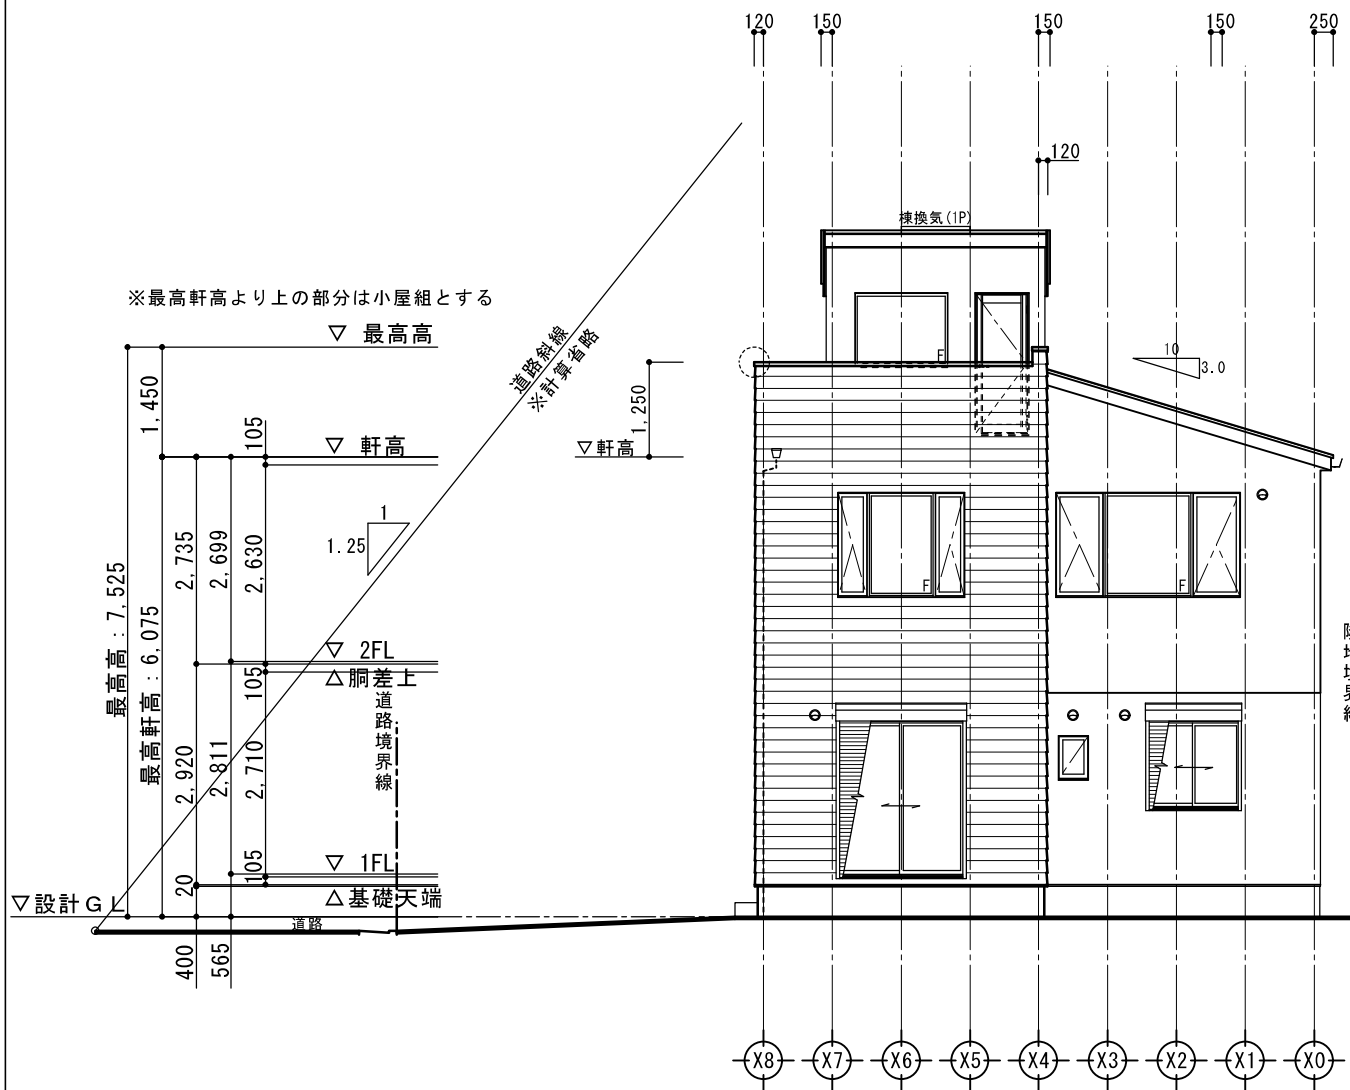 120
150
150
150
250
120
棟換気(1P)
※最高軒高より上の部分は小屋組とする
▽ 最高高
道路斜線
※計算省略
10
3.0
1,450
105
▽ 軒高
1,250
▽軒高
1
1.25
最高高：7,525
最高軒高：6,075
2,735
2,699
2,630
F
F
F
▽ 2FL
△胴差上
105
道路境界線
2,920
2,811
2,710
▽ 1FL
105
20
△基礎天端
▽設計GL
道路
400
565
X8
X7
X6
X5
X4
X3
X2
X1
X0